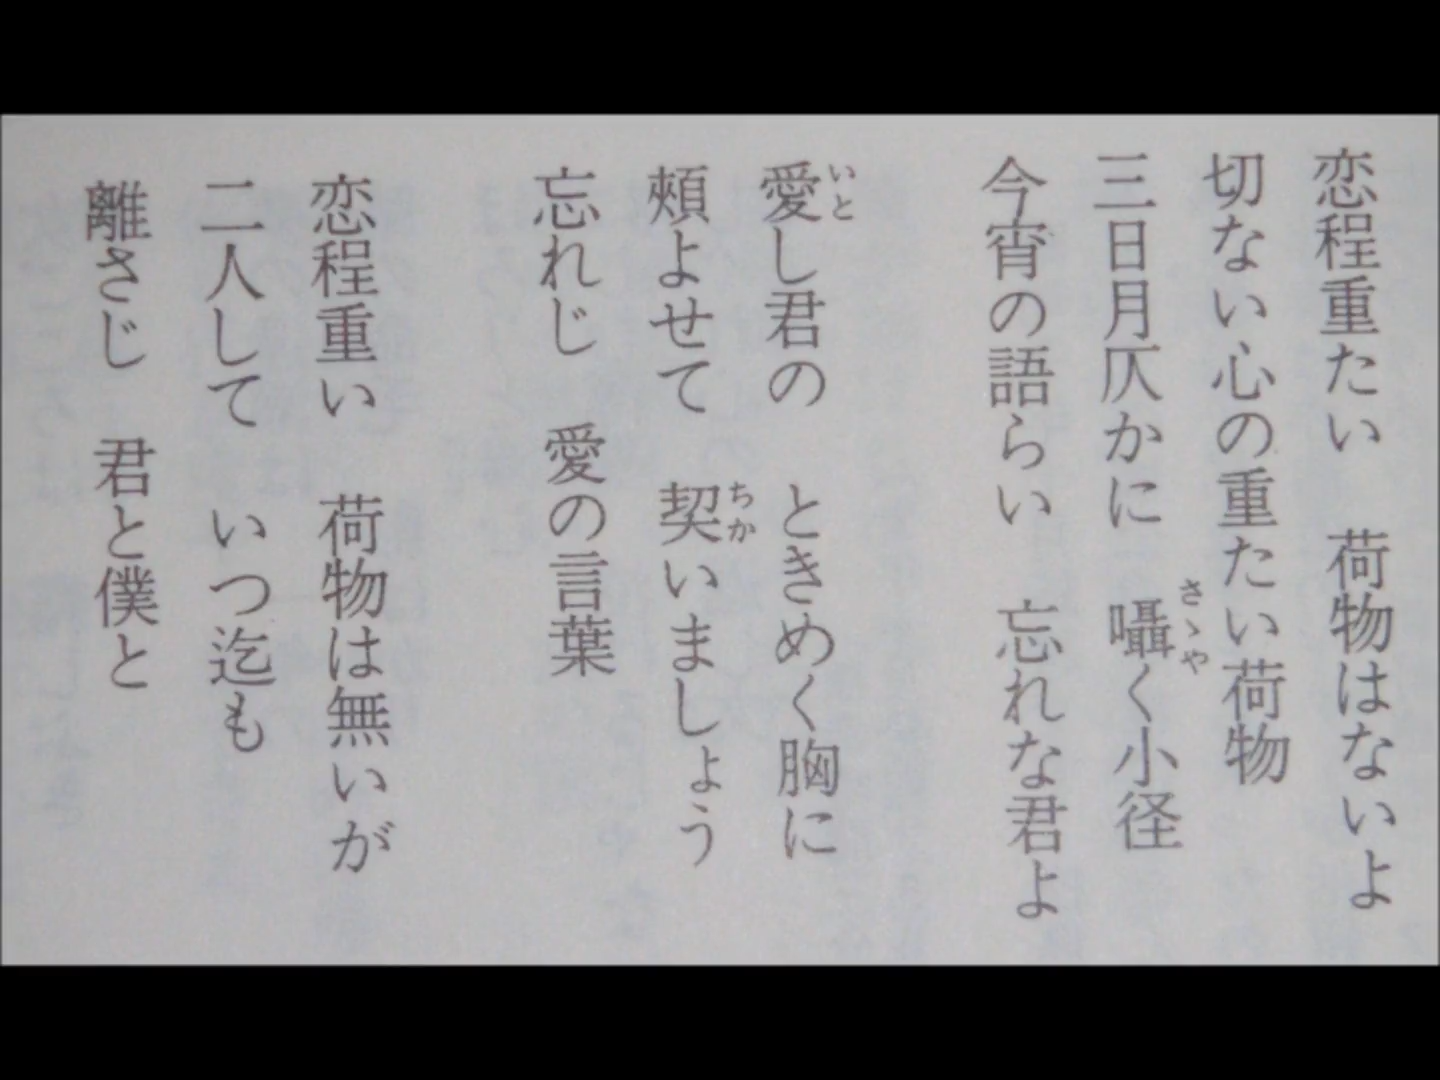 恋程重たい　荷物はないよ
切ない心の重たい荷物
三日月仄かに　囁く小径
今宵の語らい　忘れな君よ
愛し君の　ときめく胸に
頬よせて　契いましょう
忘れじ　愛の言葉
恋程重い　荷物は無いが
二人して　いつ迄も
離さじ　君と僕と